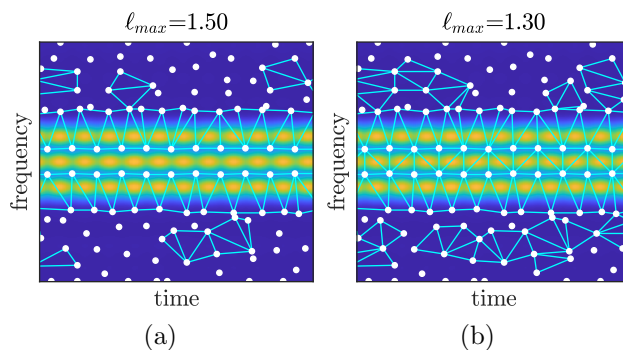 ℓmax=1.50
ℓmax=1.30
frequency
frequency
time
time
(a)
(b)